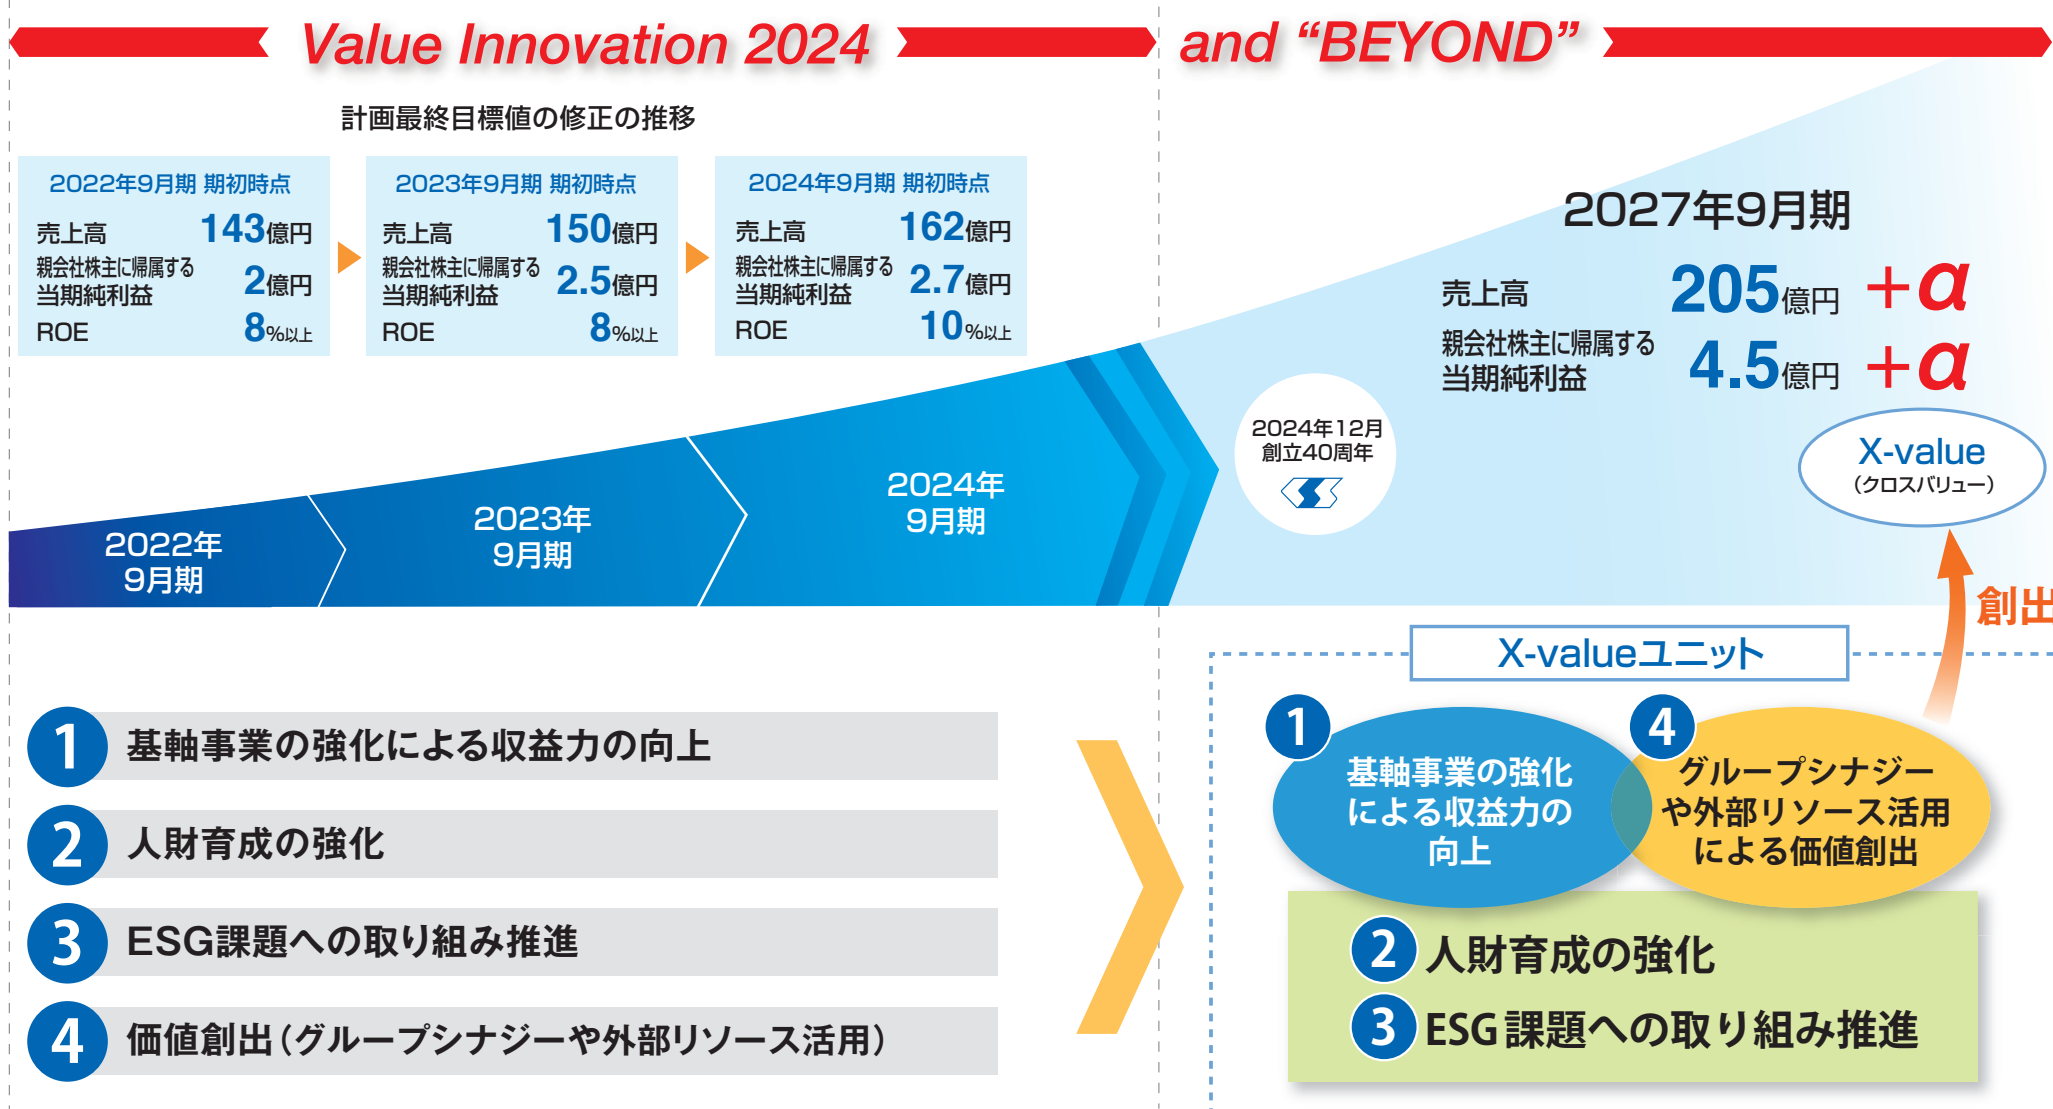 Value Innovation 2024
and “BEYOND”
計画最終目標値の修正の推移
2022年9月期 期初時点
売上高 143億円
親会社株主に帰属する
当期純利益 2億円
ROE 8%以上
2023年9月期 期初時点
売上高 150億円
親会社株主に帰属する
当期純利益 2.5億円
ROE 8%以上
2024年9月期 期初時点
売上高 162億円
親会社株主に帰属する
当期純利益 2.7億円
ROE 10%以上
2027年9月期
売上高 205億円 +α
親会社株主に帰属する
当期純利益 4.5億円 +α
2022年
9月期
2023年
9月期
2024年
9月期
2024年12月
創立40周年
X-value
（クロスバリュー）
創出
1 基軸事業の強化による収益力の向上
2 人財育成の強化
3 ESG課題への取り組み推進
4 価値創出（グループシナジーや外部リソース活用）
X-valueユニット
1
基軸事業の強化
による収益力の
向上
4
グループシナジー
や外部リソース活用
による価値創出
2 人財育成の強化
3 ESG課題への取り組み推進